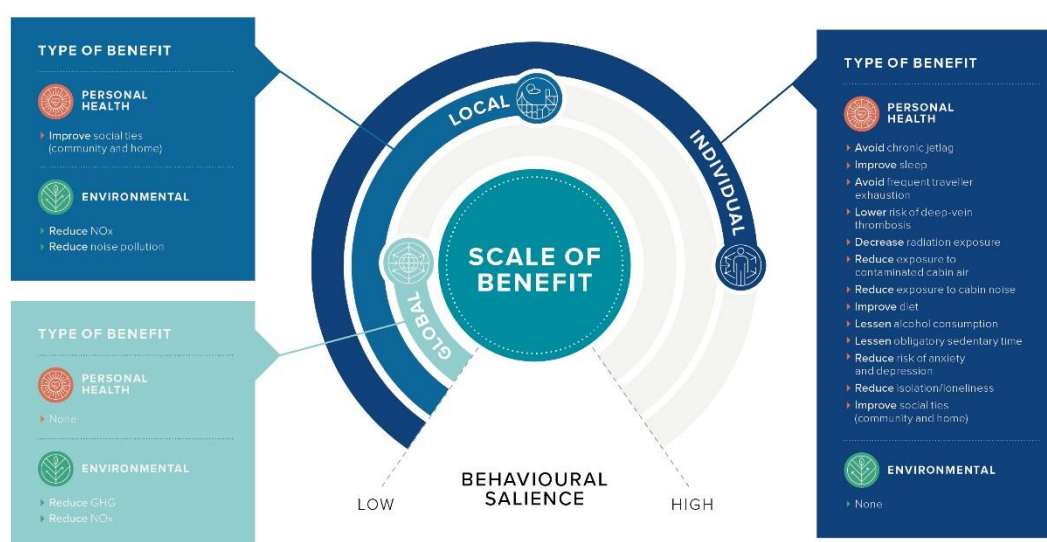 TYPE OF BENEFIT
PERSONAL
HEALTH
Improve social ties
(community and home)
ENVIRONMENTAL
Reduce NOx
Reduce noise pollution
TYPE OF BENEFIT
PERSONAL
HEALTH
None
ENVIRONMENTAL
Reduce GHG
Reduce NOx
LOCAL
INDIVIDUAL
GLOBAL
SCALE OF
BENEFIT
BEHAVIOURAL
SALIENCE
LOW
HIGH
TYPE OF BENEFIT
PERSONAL
HEALTH
Avoid chronic jetlag
Improve sleep
Avoid frequent traveller
exhaustion
Lower risk of deep-vein
thrombosis
Decrease radiation exposure
Reduce exposure to
contaminated cabin air
Reduce exposure to cabin noise
Improve diet
Lessen alcohol consumption
Lessen obligatory sedentary time
Reduce risk of anxiety
and depression
Reduce isolation/loneliness
Improve social ties
(community and home)
ENVIRONMENTAL
None